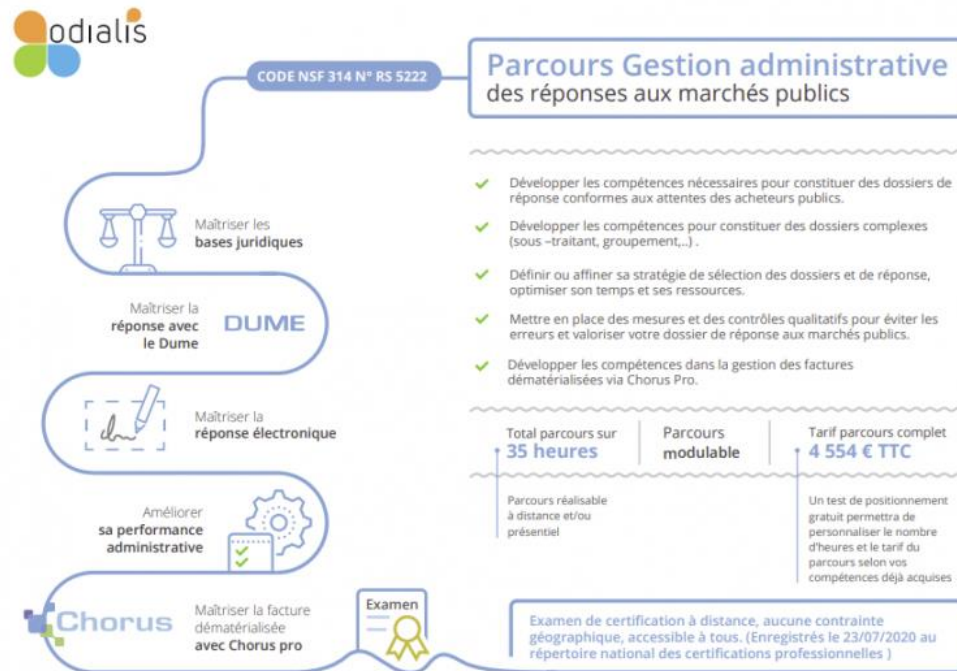 odialis
CODE NSF 314 N° RS 5222
Parcours Gestion administrative
des réponses aux marchés publics
Maîtriser les
bases juridiques
Maîtriser la
réponse avec
le Dume
DUME
Maîtriser la
réponse électronique
Améliorer
sa performance
administrative
Chorus
Maîtriser la facture
dématérialisée
avec Chorus pro
Examen
Développer les compétences nécessaires pour constituer des dossiers de
réponse conformes aux attentes des acheteurs publics.
Développer les compétences pour constituer des dossiers complexes
(sous –traitant, groupement,..) .
Définir ou affiner sa stratégie de sélection des dossiers et de réponse,
optimiser son temps et ses ressources.
Mettre en place des mesures et des contrôles qualitatifs pour éviter les
erreurs et valoriser votre dossier de réponse aux marchés publics.
Développer les compétences dans la gestion des factures
dématérialisées via Chorus Pro.
Total parcours sur
35 heures
Parcours réalisable
à distance et/ou
présentiel
Parcours
modulable
Tarif parcours complet
4 554 € TTC
Un test de positionnement
gratuit permettra de
personnaliser le nombre
d'heures et le tarif du
parcours selon vos
compétences déjà acquises
Examen de certification à distance, aucune contrainte
géographique, accessible à tous. (Enregistrés le 23/07/2020 au
répertoire national des certifications professionnelles )